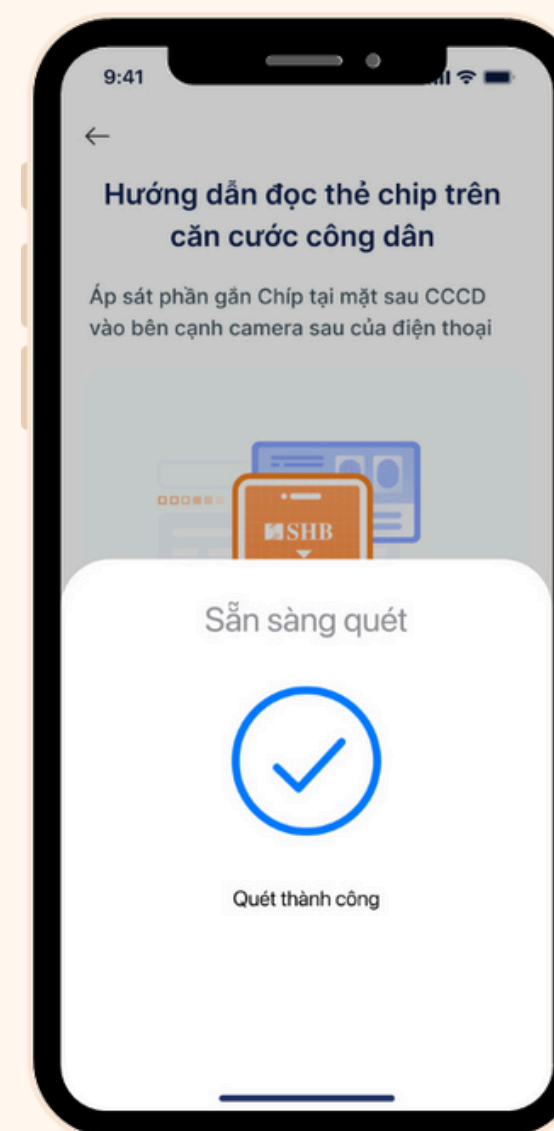 9:41
Hướng dẫn đọc thẻ chip trên
căn cước công dân
Áp sát phần gắn Chíp tại mặt sau CCCD
vào bên cạnh camera sau của điện thoại
SHB
Sẵn sàng quét
Quét thành công